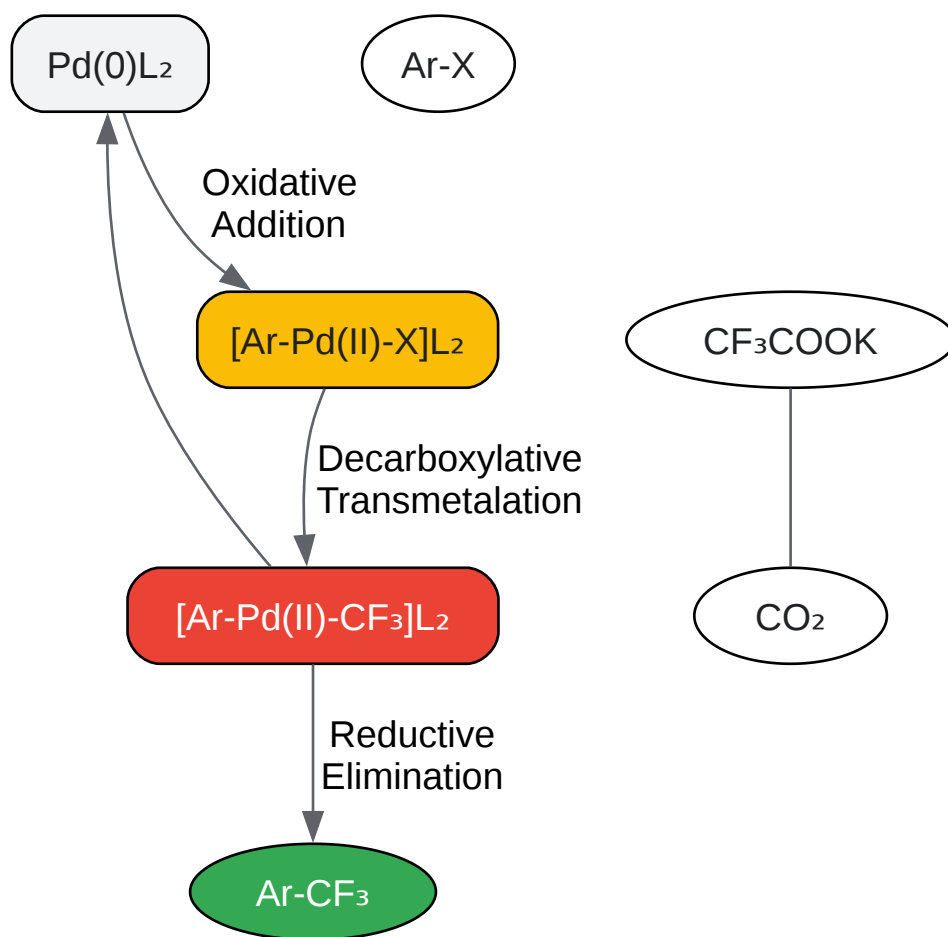 Pd(0)L₂
Ar-X
Oxidative
Addition
[Ar-Pd(II)-X]L₂
CF₃COOK
Decarboxylative
Transmetalation
[Ar-Pd(II)-CF₃]L₂
CO₂
Reductive
Elimination
Ar-CF₃